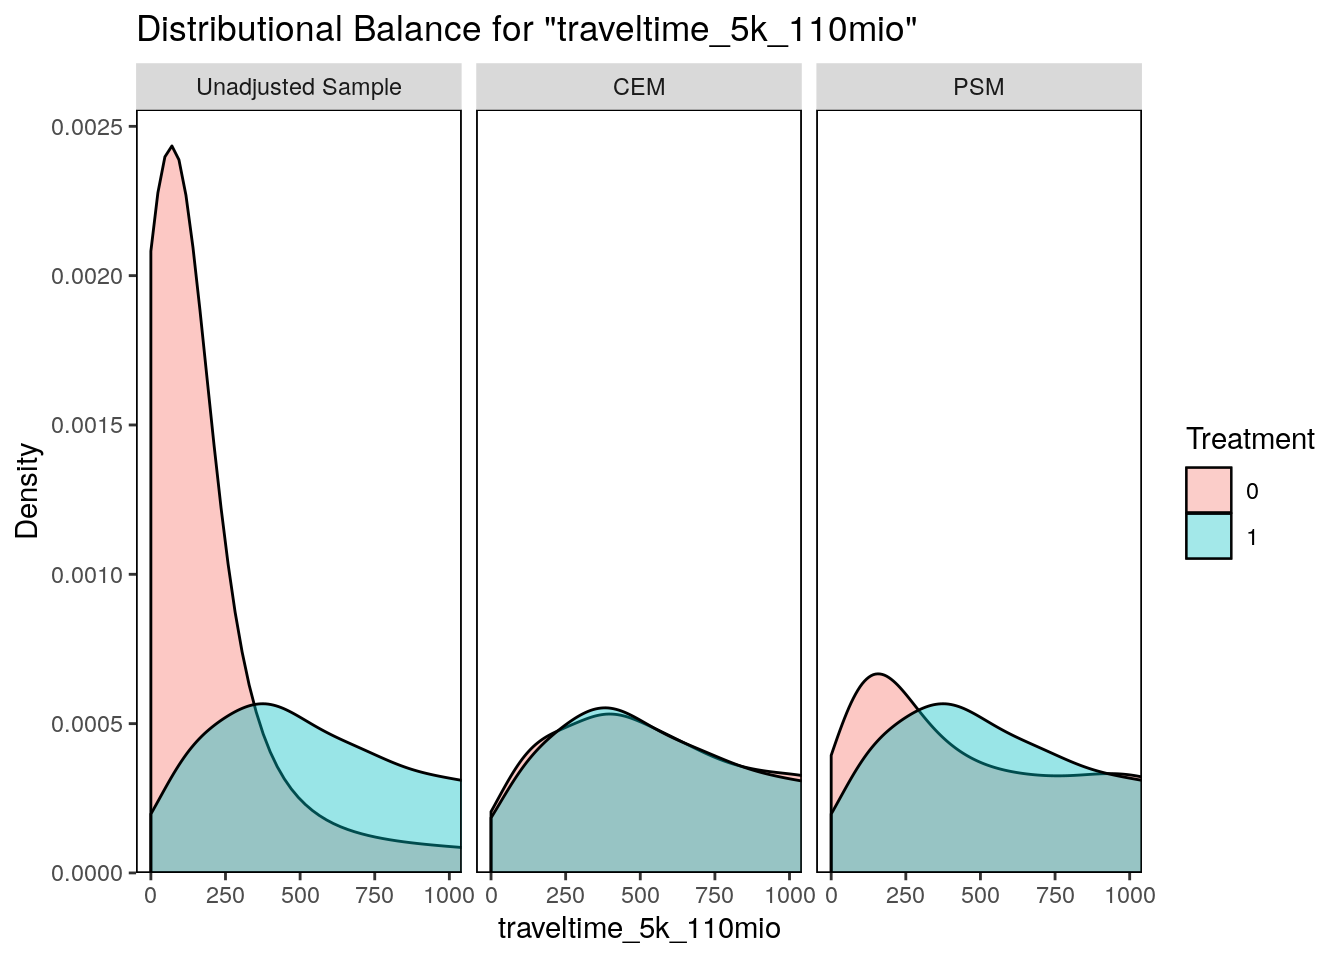 Distributional Balance for "traveltime_5k_110mio"
Unadjusted Sample
CEM
PSM
0.0025
0.0020
0.0015
0.0010
0.0005
0.0000
Density
0 250 500 750 1000
0 250 500 750 1000
0 250 500 750 1000
traveltime_5k_110mio
Treatment
0
1